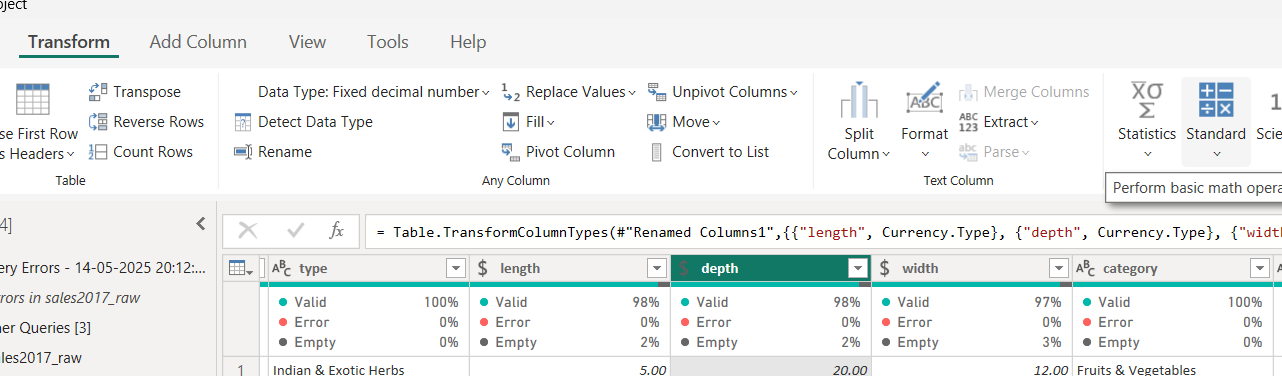 oject
Transform Add Column View Tools Help
Transpose Data Type: Fixed decimal number Replace Values Unpivot Columns Merge Columns
Reverse Rows Detect Data Type Fill Move Extract
se First Row
s Headers
Count Rows Rename Pivot Column Convert to List Split Column Format Parse Statistics Standard Scie
Table Any Column Text Column
Perform basic math opera
4]
= Table.TransformColumnTypes(#"Renamed Columns1",{{"length", Currency.Type}, {"depth", Currency.Type}, {"widt
ery Errors - 14-05-2025 20:12:...
type length depth width category
rrors in sales2017_raw
Valid 100% Valid 98% Valid 98% Valid 97% Valid 100%
her Queries [3]
Error 0% Error 0% Error 0% Error 0% Error 0%
Empty 0% Empty 2% Empty 2% Empty 3% Empty 0%
ales2017_raw
1 Indian & Exotic Herbs 5.00 20.00 12.00 Fruits & Vegetables